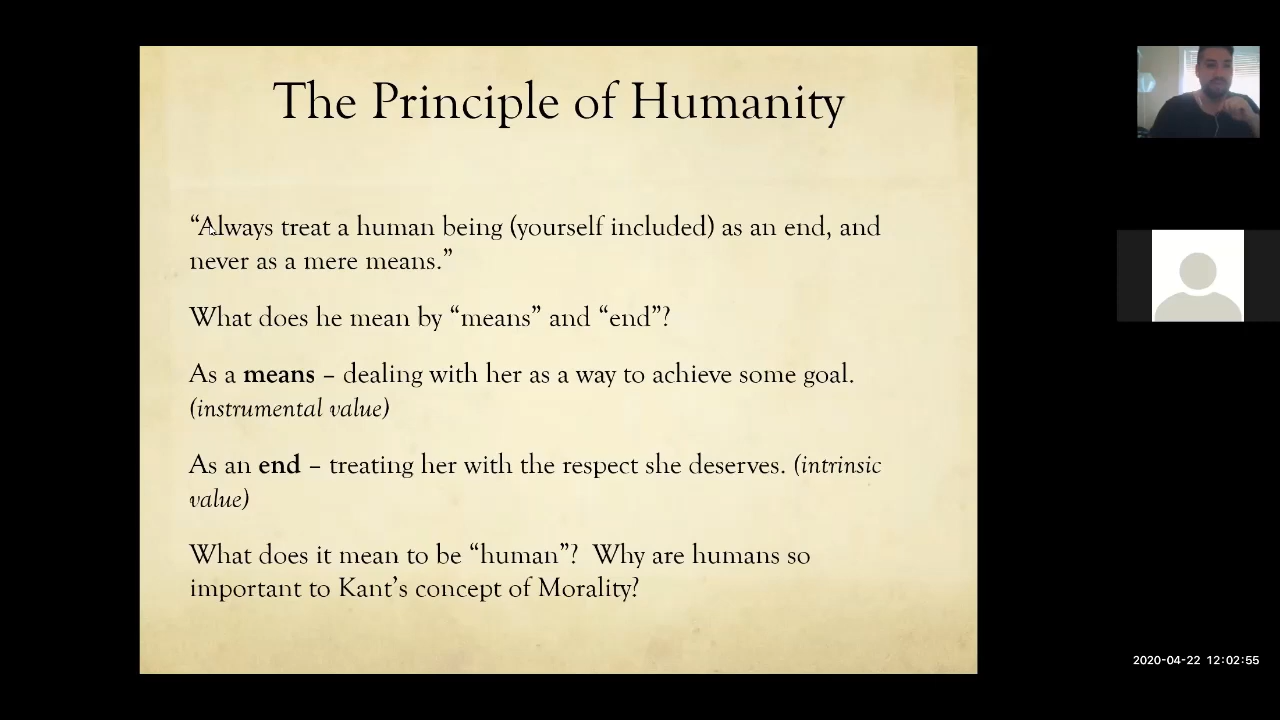 The Principle of Humanity
“Always treat a human being (yourself included) as an end, and
never as a mere means.”
What does he mean by “means” and “end”?
As a means – dealing with her as a way to achieve some goal.
(instrumental value)
As an end – treating her with the respect she deserves. (intrinsic
value)
What does it mean to be “human”?  Why are humans so
important to Kant’s concept of Morality?
2020-04-22 12:02:55